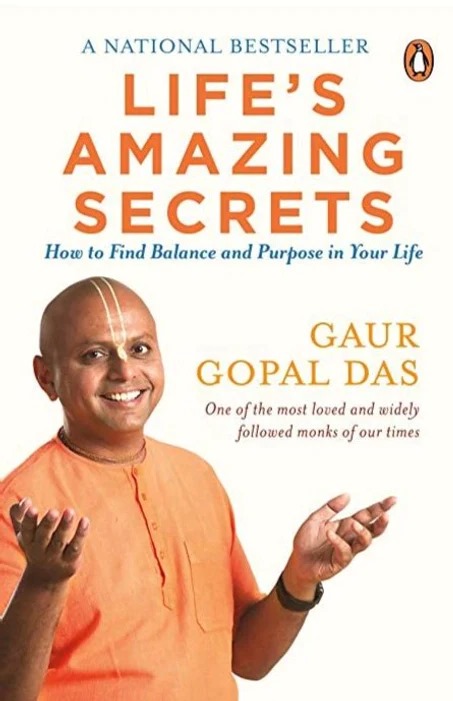 A NATIONAL BESTSELLER
LIFE'S
AMAZING
SECRETS
How to Find Balance and Purpose in Your Life
GAUR
GOPAL DAS
One of the most loved and widely
followed monks of our times